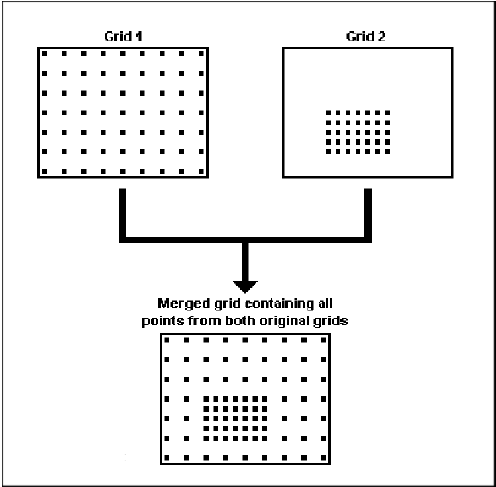 Grid 1
Grid 2
Merged grid containing all
points from both original grids